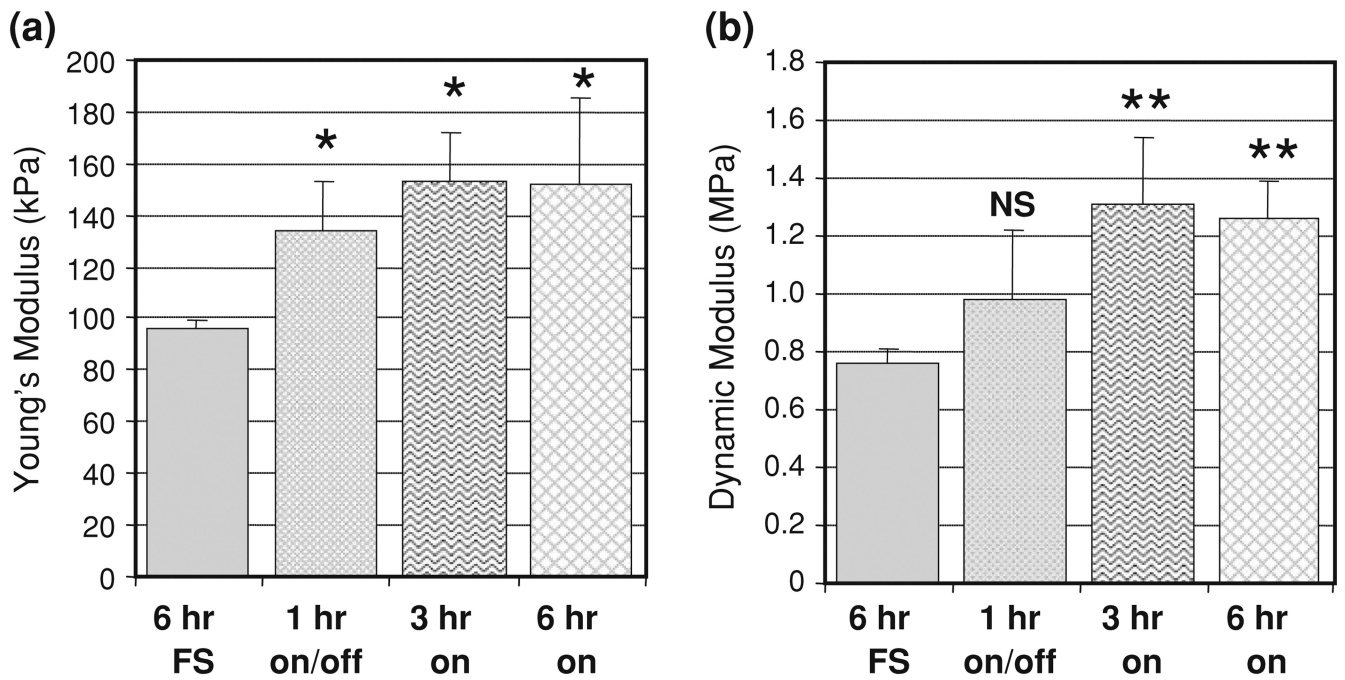 (a)
Young's Modulus (kPa)
200
180
160
140
120
100
80
60
40
20
0
*
*
*
6 hr
FS
1 hr
on/off
3 hr
on
6 hr
on
(b)
Dynamic Modulus (MPa)
1.8
1.6
1.4
1.2
1.0
0.8
0.6
0.4
0.2
0
NS
**
**
6 hr
FS
1 hr
on/off
3 hr
on
6 hr
on